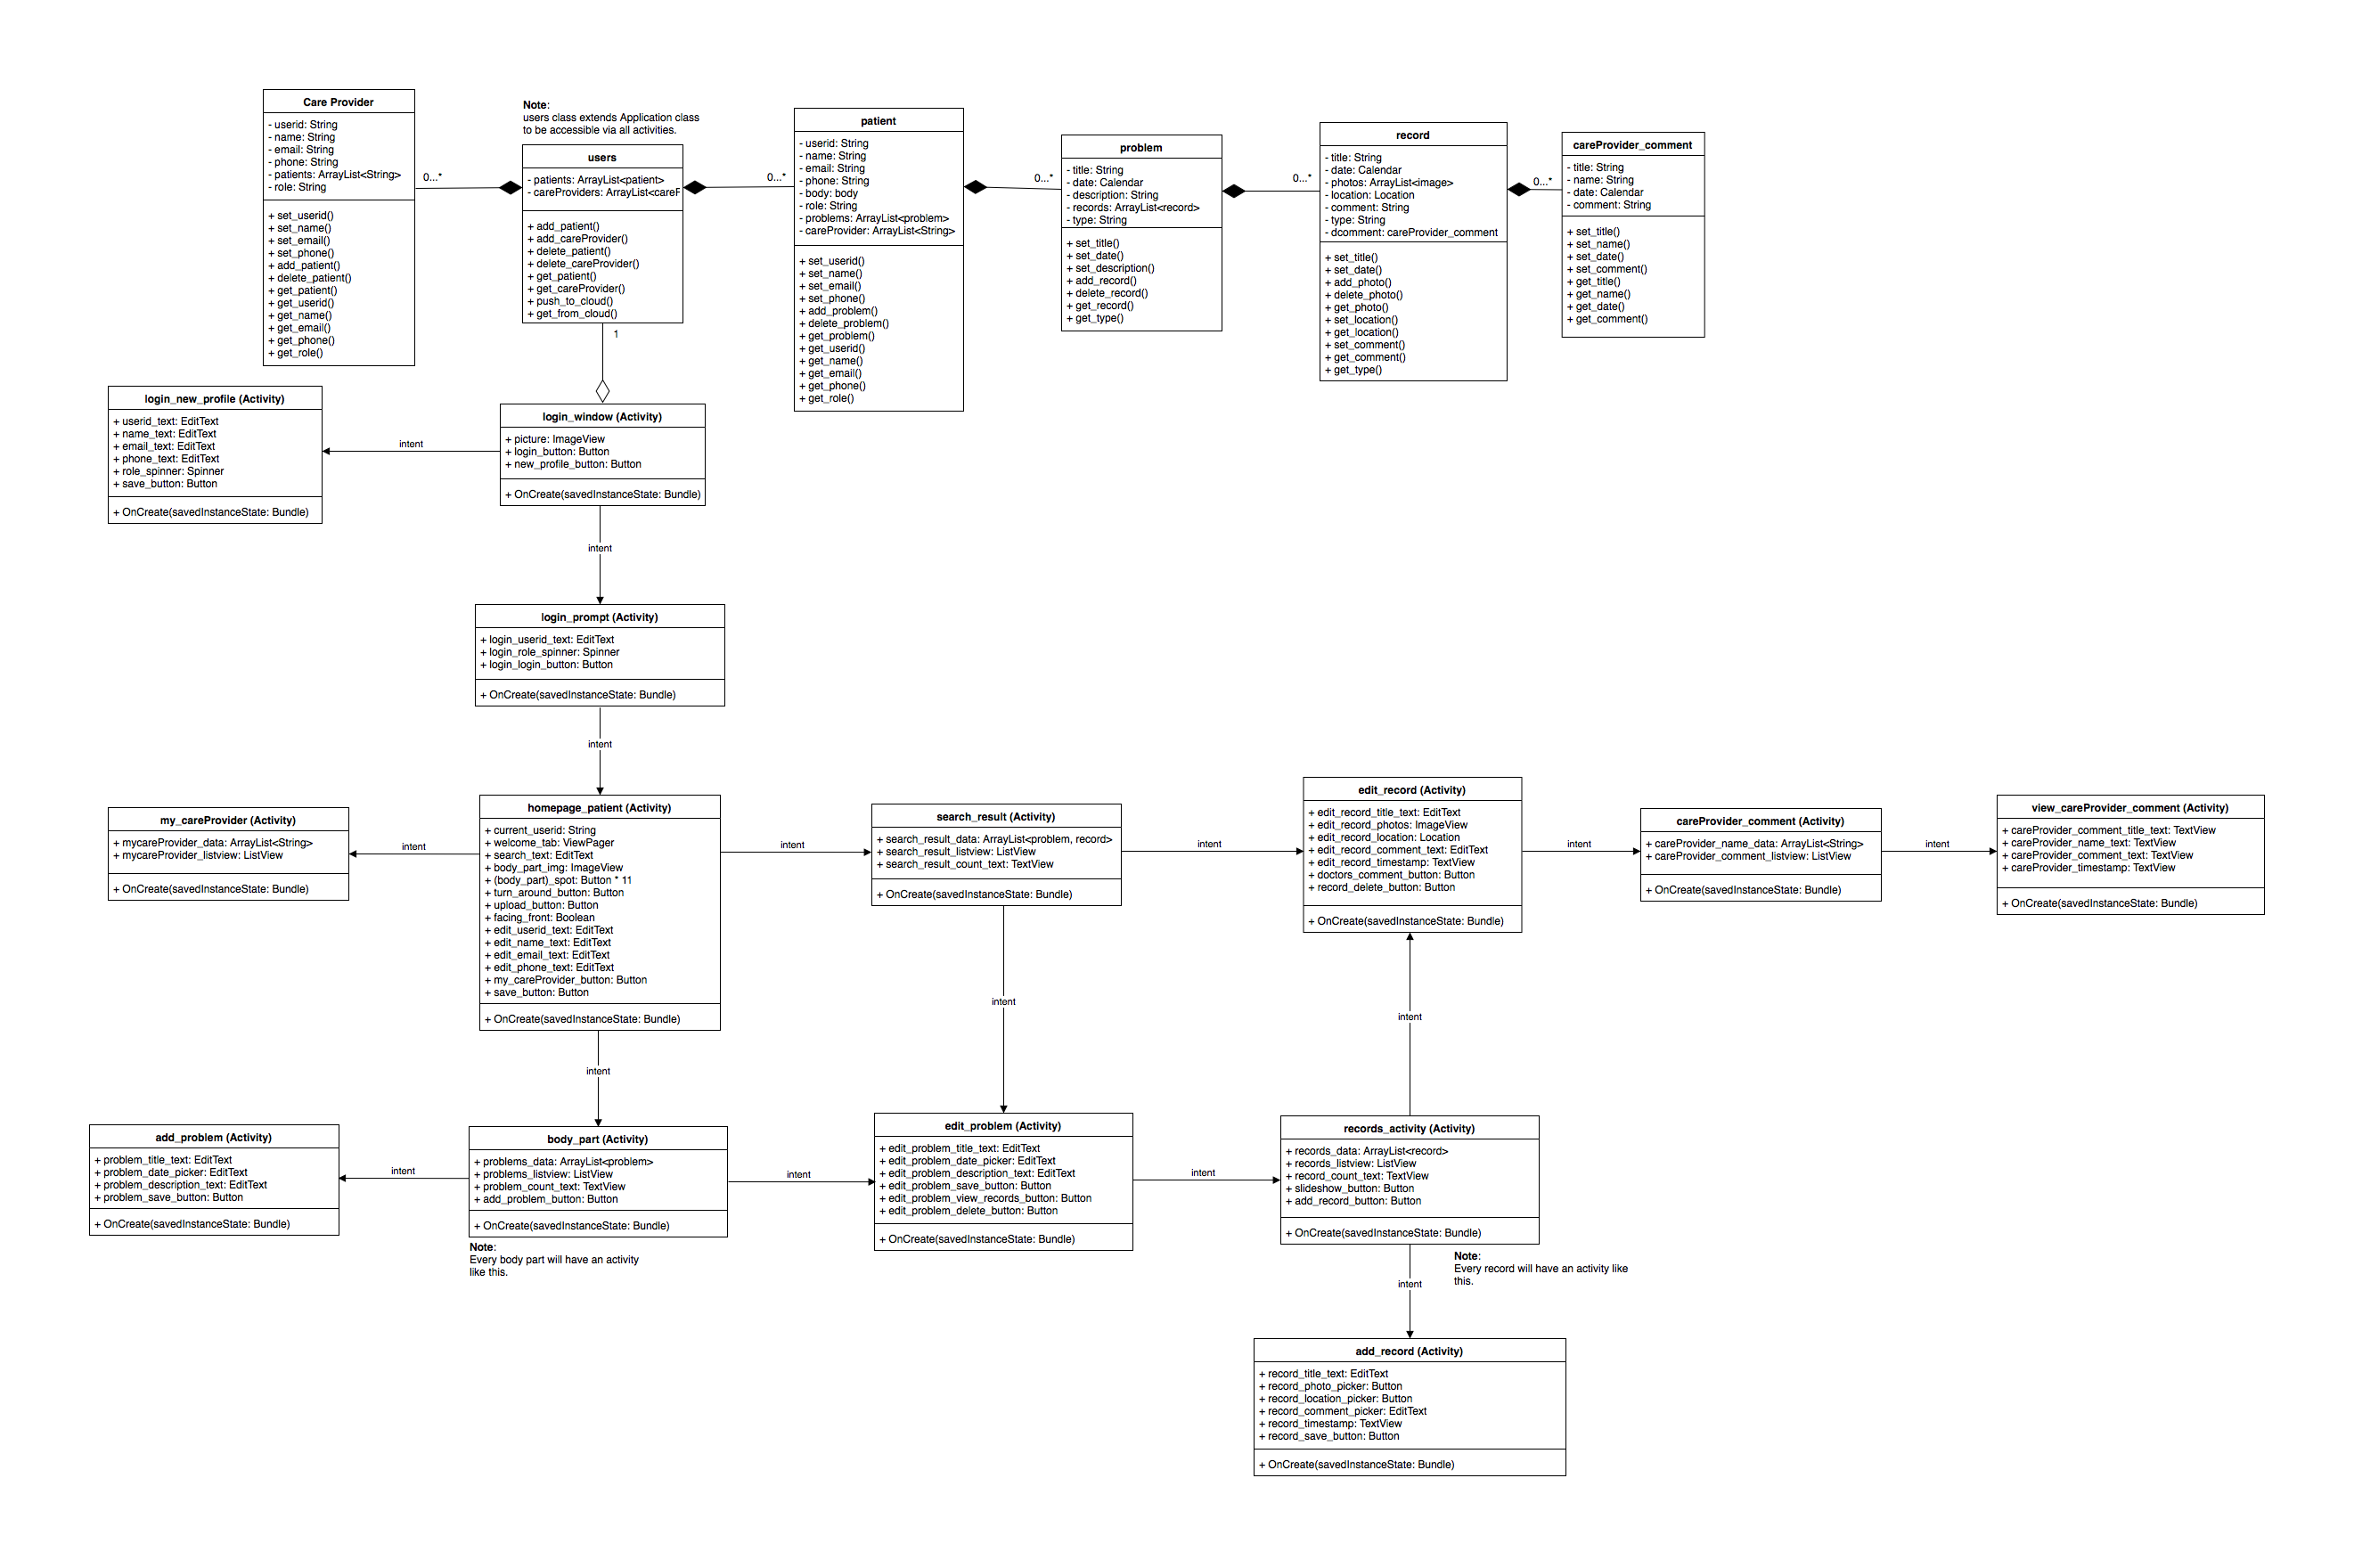 Care Provider
- userid: String
- name: String
- email: String
- phone: String
- patients: ArrayList<String>
- role: String
+ set_userid()
+ set_name()
+ set_email()
+ set_phone()
+ add_patient()
+ delete_patient()
+ get_patient()
+ get_userid()
+ get_name()
+ get_email()
+ get_phone()
+ get_role()
0...*
Note:
users class extends Application class
to be accessible via all activities.
users
- patients: ArrayList<patient>
- careProviders: ArrayList<careF
+ add_patient()
+ add_careProvider()
+ delete_patient()
+ delete_careProvider()
+ get_patient()
+ get_careProvider()
+ push_to_cloud()
+ get_from_cloud()
1
0...*
patient
- userid: String
- name: String
- email: String
- phone: String
- body: body
- role: String
- problems: ArrayList<problem>
- careProvider: ArrayList<String>
+ set_userid()
+ set_name()
+ set_email()
+ set_phone()
+ add_problem()
+ delete_problem()
+ get_problem()
+ get_userid()
+ get_name()
+ get_email()
+ get_phone()
+ get_role()
0...*
problem
- title: String
- date: Calendar
- description: String
- records: ArrayList<record>
- type: String
+ set_title()
+ set_date()
+ set_description()
+ add_record()
+ delete_record()
+ get_record()
+ get_type()
0...*
record
- title: String
- date: Calendar
- photos: ArrayList<image>
- location: Location
- comment: String
- type: String
- dcomment: careProvider_comment
+ set_title()
+ set_date()
+ add_photo()
+ delete_photo()
+ get_photo()
+ set_location()
+ get_location()
+ set_comment()
+ get_comment()
+ get_type()
0...*
careProvider_comment
- title: String
- name: String
- date: Calendar
- comment: String
+ set_title()
+ set_name()
+ set_date()
+ set_comment()
+ get_title()
+ get_name()
+ get_date()
+ get_comment()
login_new_profile (Activity)
+ userid_text: EditText
+ name_text: EditText
+ email_text: EditText
+ phone_text: EditText
+ role_spinner: Spinner
+ save_button: Button
+ OnCreate(savedInstanceState: Bundle)
intent
login_window (Activity)
+ picture: ImageView
+ login_button: Button
+ new_profile_button: Button
+ OnCreate(savedInstanceState: Bundle)
intent
login_prompt (Activity)
+ login_userid_text: EditText
+ login_role_spinner: Spinner
+ login_login_button: Button
+ OnCreate(savedInstanceState: Bundle)
intent
my_careProvider (Activity)
+ mycareProvider_data: ArrayList<String>
+ mycareProvider_listview: ListView
+ OnCreate(savedInstanceState: Bundle)
intent
homepage_patient (Activity)
+ current_userid: String
+ welcome_tab: ViewPager
+ search_text: EditText
+ body_part_img: ImageView
+ (body_part)_spot: Button * 11
+ turn_around_button: Button
+ upload_button: Button
+ facing_front: Boolean
+ edit_userid_text: EditText
+ edit_name_text: EditText
+ edit_email_text: EditText
+ edit_phone_text: EditText
+ my_careProvider_button: Button
+ save_button: Button
+ OnCreate(savedInstanceState: Bundle)
intent
search_result (Activity)
+ search_result_data: ArrayList<problem, record>
+ search_result_listview: ListView
+ search_result_count_text: TextView
+ OnCreate(savedInstanceState: Bundle)
intent
edit_record (Activity)
+ edit_record_title_text: EditText
+ edit_record_photos: ImageView
+ edit_record_location: Location
+ edit_record_comment_text: EditText
+ edit_record_timestamp: TextView
+ doctors_comment_button: Button
+ record_delete_button: Button
+ OnCreate(savedInstanceState: Bundle)
intent
careProvider_comment (Activity)
+ careProvider_name_data: ArrayList<String>
+ careProvider_comment_listview: ListView
+ OnCreate(savedInstanceState: Bundle)
intent
view_careProvider_comment (Activity)
+ careProvider_comment_title_text: TextView
+ careProvider_name_text: TextView
+ careProvider_comment_text: TextView
+ careProvider_timestamp: TextView
+ OnCreate(savedInstanceState: Bundle)
intent
intent
intent
add_problem (Activity)
+ problem_title_text: EditText
+ problem_date_picker: EditText
+ problem_description_text: EditText
+ problem_save_button: Button
+ OnCreate(savedInstanceState: Bundle)
intent
body_part (Activity)
+ problems_data: ArrayList<problem>
+ problems_listview: ListView
+ problem_count_text: TextView
+ add_problem_button: Button
+ OnCreate(savedInstanceState: Bundle)
Note:
Every body part will have an activity
like this.
intent
edit_problem (Activity)
+ edit_problem_title_text: EditText
+ edit_problem_date_picker: EditText
+ edit_problem_description_text: EditText
+ edit_problem_save_button: Button
+ edit_problem_view_records_button: Button
+ edit_problem_delete_button: Button
+ OnCreate(savedInstanceState: Bundle)
intent
records_activity (Activity)
+ records_data: ArrayList<record>
+ records_listview: ListView
+ record_count_text: TextView
+ slideshow_button: Button
+ add_record_button: Button
+ OnCreate(savedInstanceState: Bundle)
Note:
Every record will have an activity like
this.
intent
add_record (Activity)
+ record_title_text: EditText
+ record_photo_picker: Button
+ record_location_picker: Button
+ record_comment_picker: EditText
+ record_timestamp: TextView
+ record_save_button: Button
+ OnCreate(savedInstanceState: Bundle)